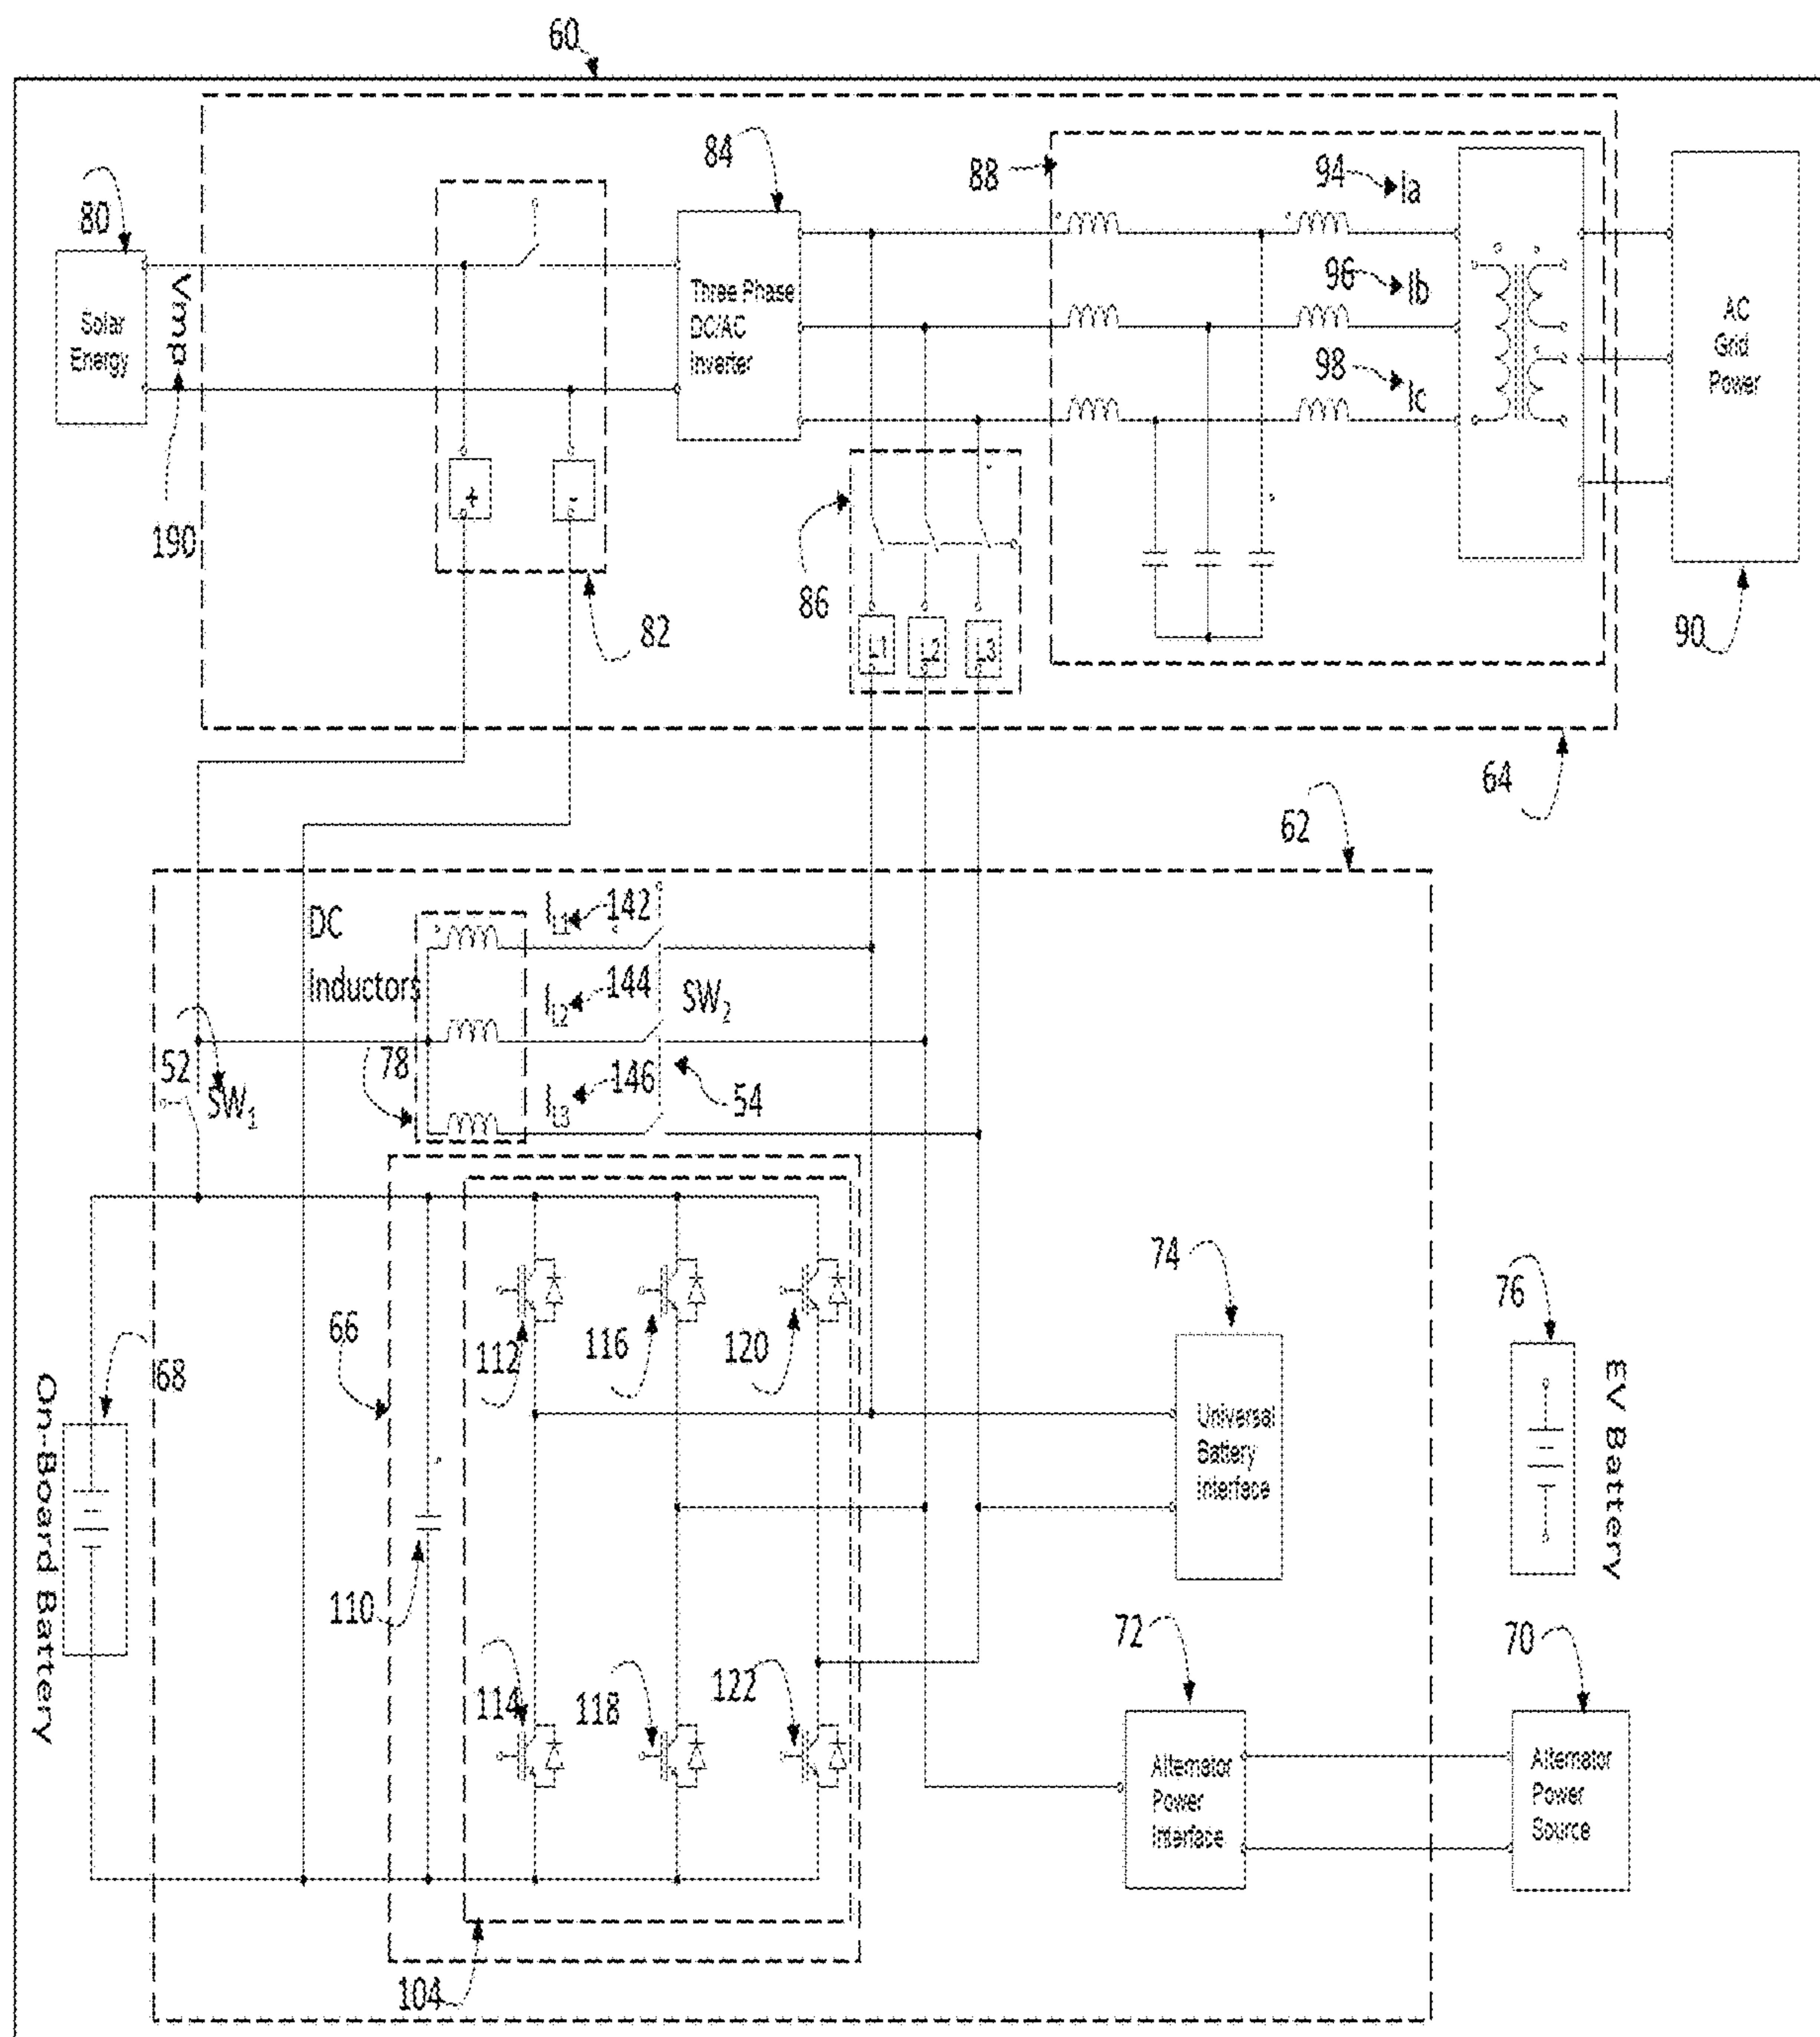 60
84
88
94
Ia
80
96
Ib
Solar
Energy
Vmp
Three Phase
DC/AC
Inverter
98
Ic
AC
Grid
Power
190
+
-
86
82
L1
L2
L3
90
64
62
DC
Inductors
IL1
142
IL2
144
SW2
52
SW1
78
IL3
146
54
74
76
66
112
116
120
68
On-Board Battery
Universal
Battery
Interface
EV Battery
110
72
70
114
118
122
Alternator
Power
Interface
Alternator
Power
Source
104